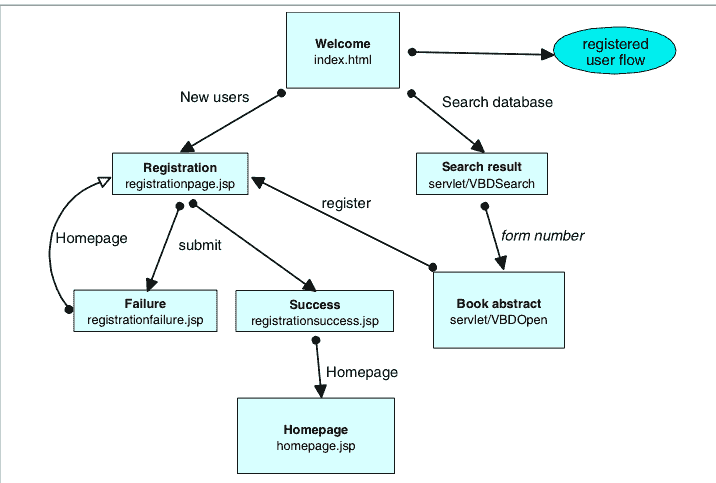 Welcome
index.html
registered
user flow
New users
Search database
Registration
registrationpage.jsp
Search result
servlet/VBDSearch
register
Homepage
submit
form number
Failure
registrationfailure.jsp
Success
registrationsuccess.jsp
Book abstract
servlet/VBDOpen
Homepage
Homepage
homepage.jsp